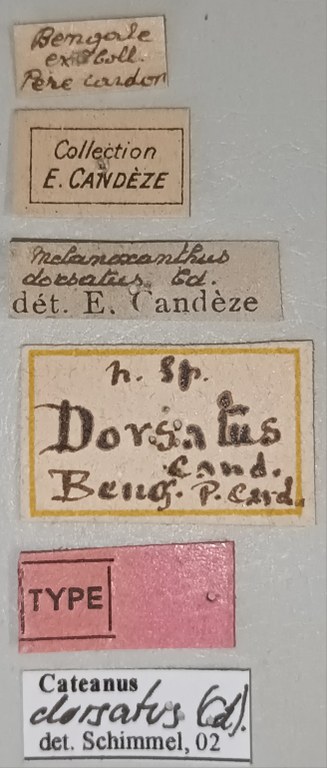 Bengale
ex Coll.
Père cardon
Collection
E. CANDÈZE
Melanoxanthus
dorsatus Cd.
dét. E. Candèze
n. sp.
Dorsatus
Cand.
Beng. P. Card.
TYPE
Cateanus
dorsatus (Cd).
det. Schimmel, 02